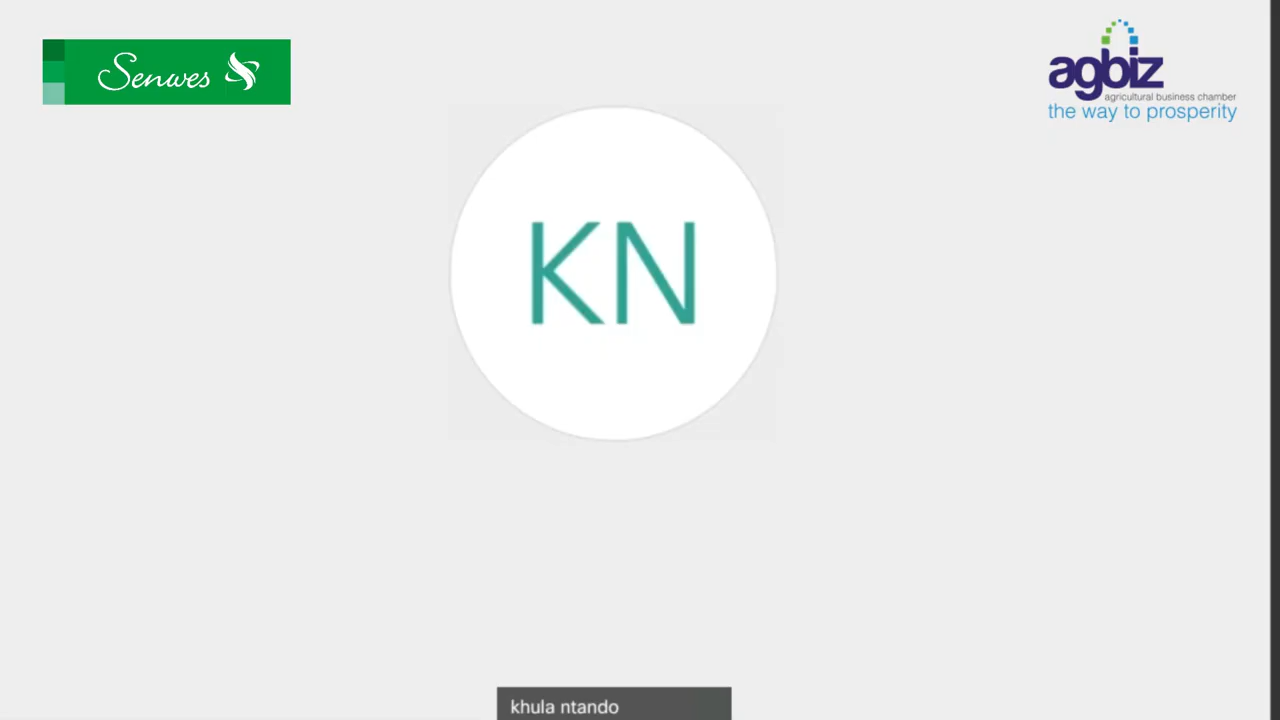 Senwes
agbiz
agricultural business chamber
the way to prosperity
KN
khula ntando